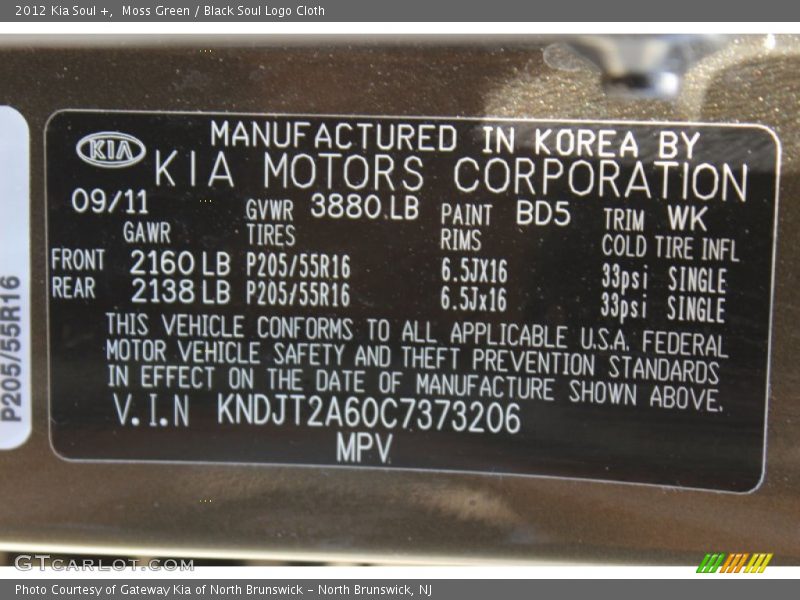 2012 Kia Soul +, Moss Green / Black Soul Logo Cloth
KIA
MANUFACTURED IN KOREA BY
KIA MOTORS CORPORATION
09/11 GVWR 3880 LB PAINT BD5 TRIM WK
GAWR TIRES RIMS COLD TIRE INFL
FRONT 2160 LB P205/55R16 6.5JX16 33psi SINGLE
REAR 2138 LB P205/55R16 6.5Jx16 33psi SINGLE
THIS VEHICLE CONFORMS TO ALL APPLICABLE U.S.A. FEDERAL
MOTOR VEHICLE SAFETY AND THEFT PREVENTION STANDARDS
IN EFFECT ON THE DATE OF MANUFACTURE SHOWN ABOVE.
V.I.N KNDJT2A60C7373206
MPV
P205/55R16
GTCARLOT.COM
Photo Courtesy of Gateway Kia of North Brunswick - North Brunswick, NJ